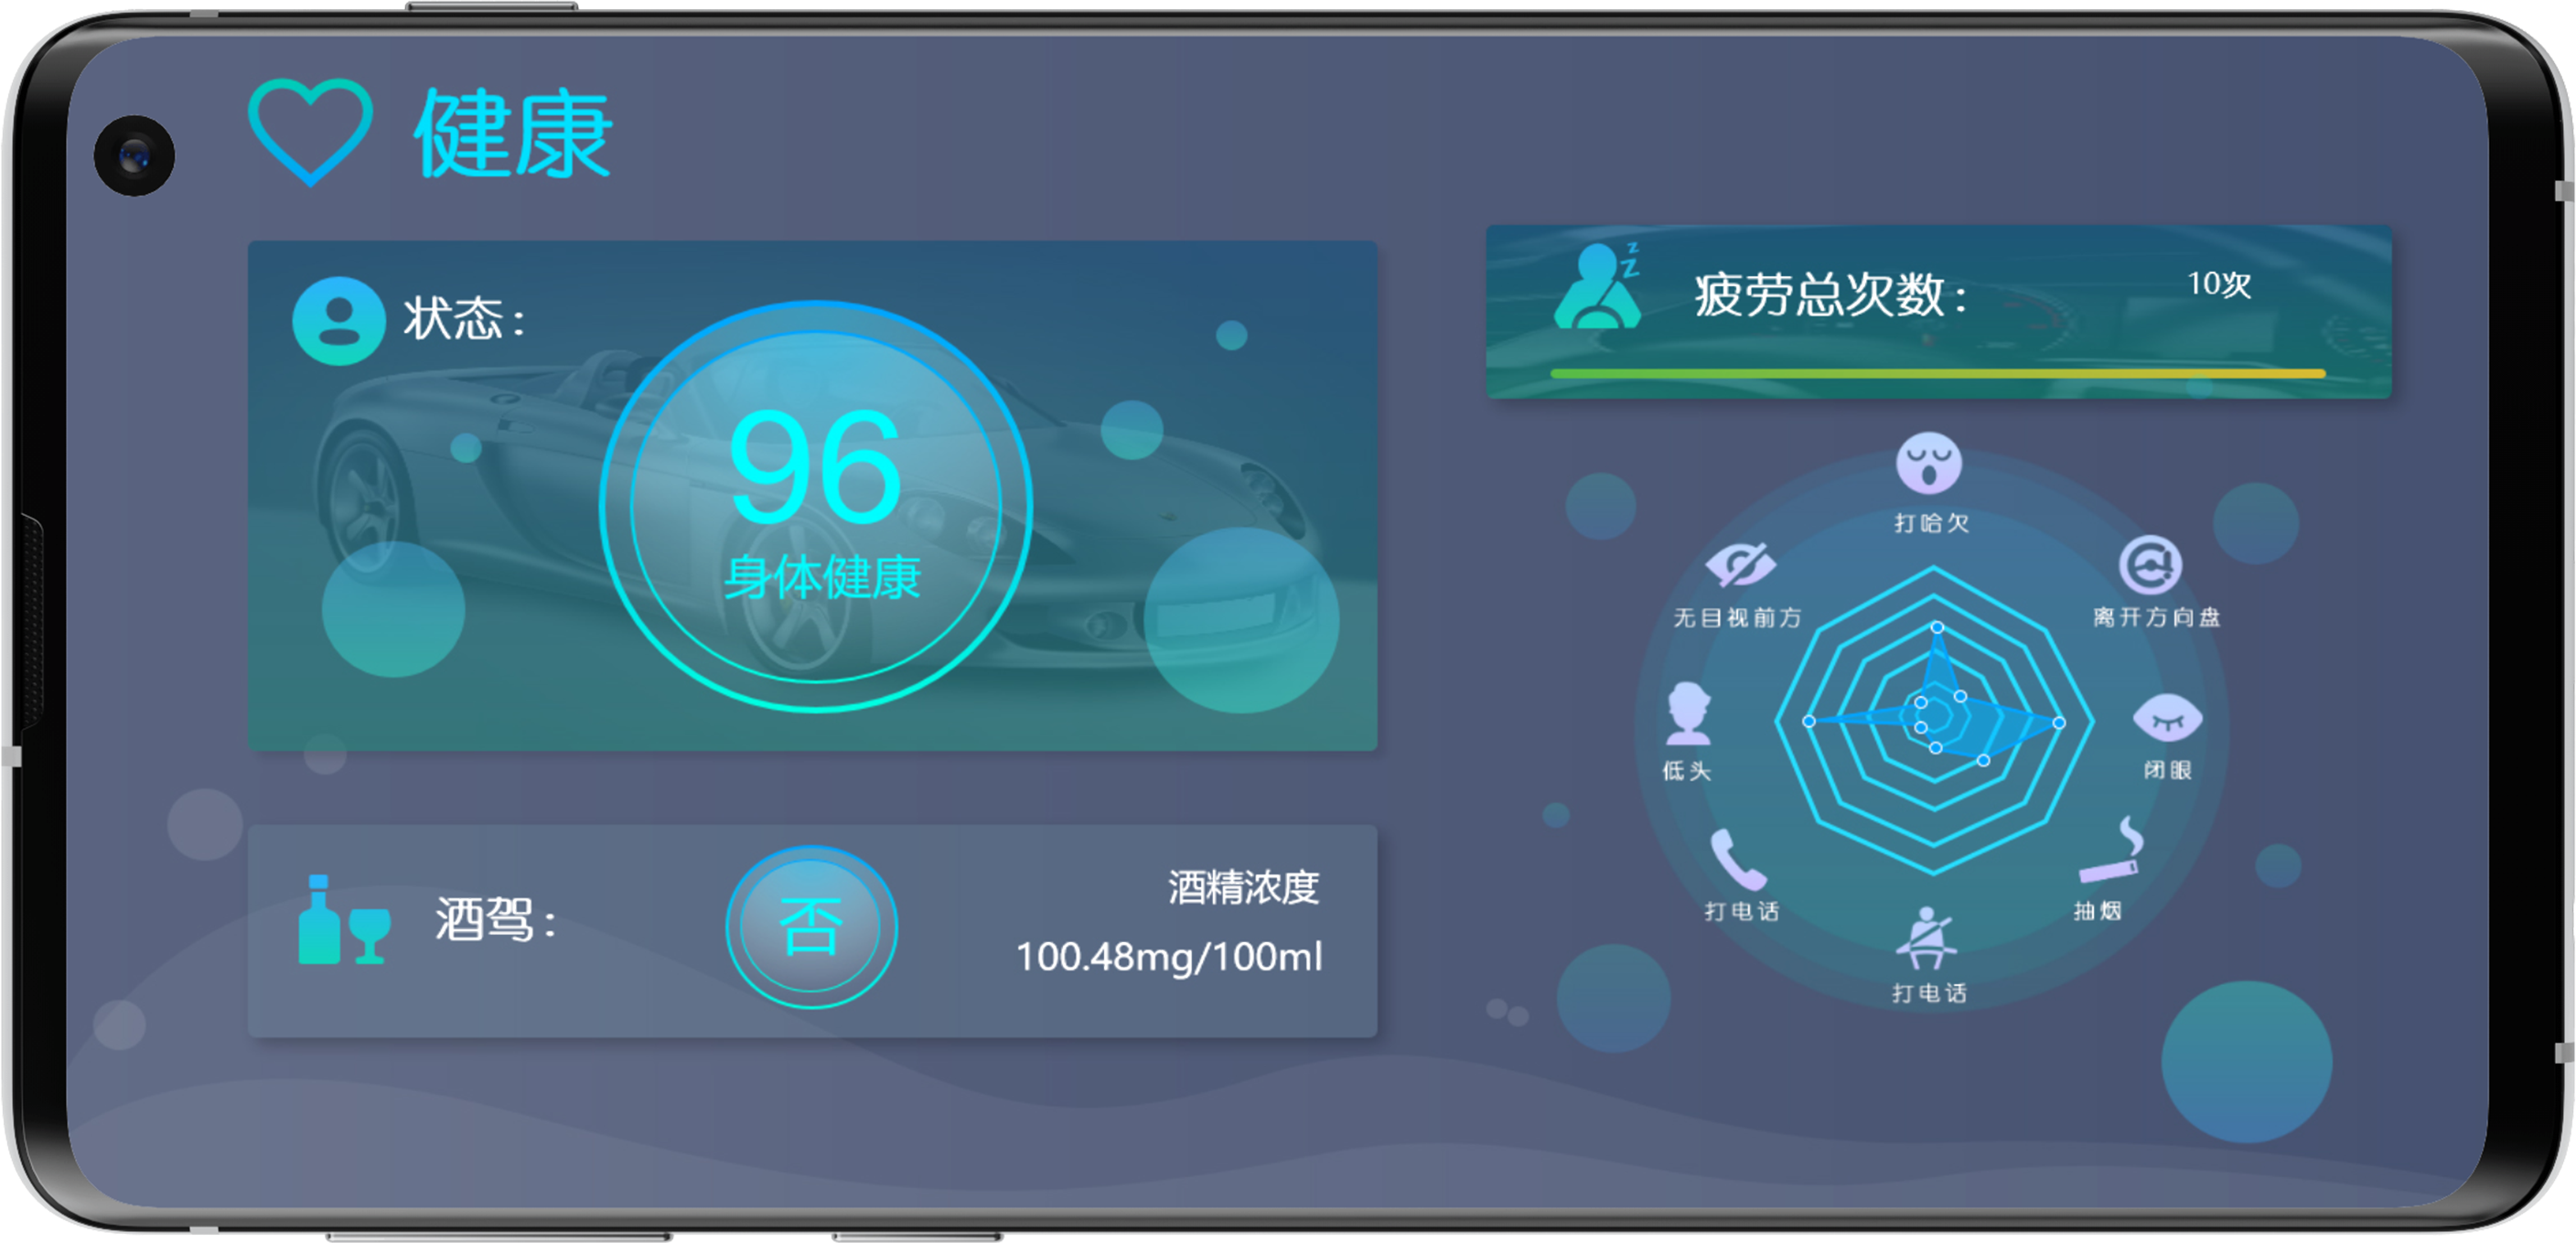 健康
状态：
96
身体健康
酒驾：
否
酒精浓度
100.48mg/100ml
疲劳总次数：
10次
打哈欠
无目视前方
离开方向盘
低头
闭眼
打电话
抽烟
打电话